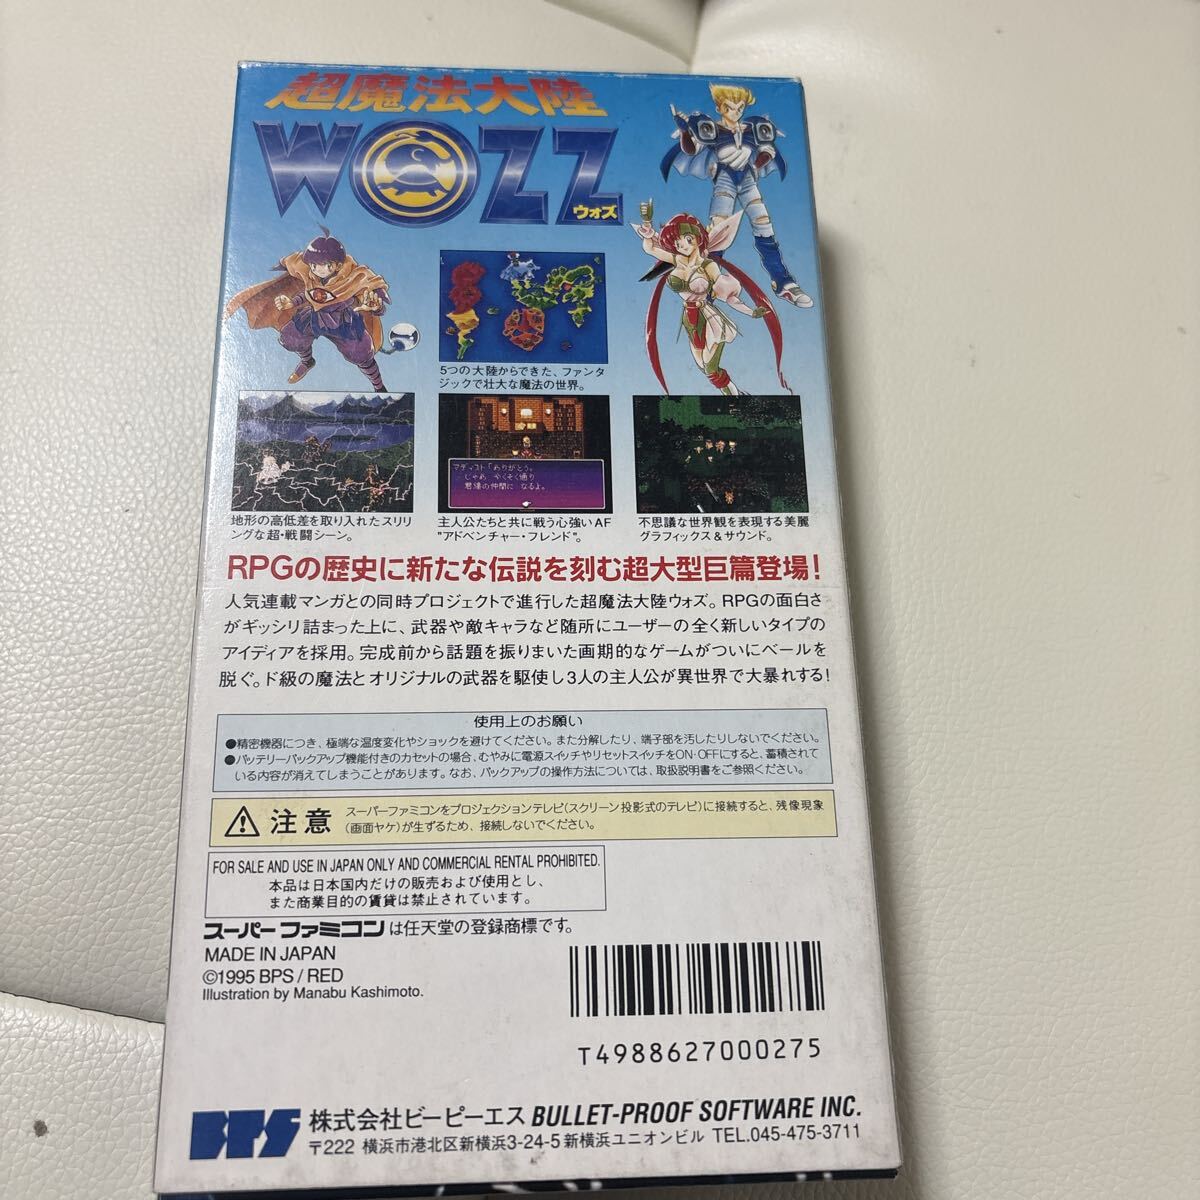 超魔法大陸
WOZZ
ウォズ
5つの大陸からできた、ファンタ
ジックで壮大な魔法の世界。
マディスト「ありがとう。
じゃあ やくそく通り
君達の仲間に なるよ。
地形の高低差を取り入れたスリリ
ングな超・戦闘シーン。
主人公たちと共に戦う心強いAF
"アドベンチャー・フレンド"。
不思議な世界観を表現する美麗
グラフィックス&サウンド。
RPGの歴史に新たな伝説を刻む超大型巨篇登場!
人気連載マンガとの同時プロジェクトで進行した超魔法大陸ウォズ。RPGの面白さ
がギッシリ詰まった上に、武器や敵キャラなど随所にユーザーの全く新しいタイプの
アイディアを採用。完成前から話題を振りまいた画期的なゲームがついにベールを
脱ぐ。ド級の魔法とオリジナルの武器を駆使し3人の主人公が異世界で大暴れする!
使用上のお願い
●精密機器につき、極端な温度変化やショックを避けてください。また分解したり、端子部を汚したりしないでください。
●バッテリーバックアップ機能付きのカセットの場合、むやみに電源スイッチやリセットスイッチをON・OFFにすると、蓄積されて
いる内容が消えてしまうことがあります。なお、バックアップの操作方法については、取扱説明書をご参照ください。
注意
スーパーファミコンをプロジェクションテレビ(スクリーン投影式のテレビ)に接続すると、残像現象
(画面ヤケ)が生ずるため、接続しないでください。
FOR SALE AND USE IN JAPAN ONLY AND COMMERCIAL RENTAL PROHIBITED.
本品は日本国内だけの販売および使用とし、
また商業目的の賃貸は禁止されています。
スーパーファミコンは任天堂の登録商標です。
MADE IN JAPAN
©1995 BPS / RED
Illustration by Manabu Kashimoto.
T4988627000275
BPS 株式会社ビーピーエス BULLET-PROOF SOFTWARE INC.
〒222 横浜市港北区新横浜3-24-5 新横浜ユニオンビル TEL.045-475-3711